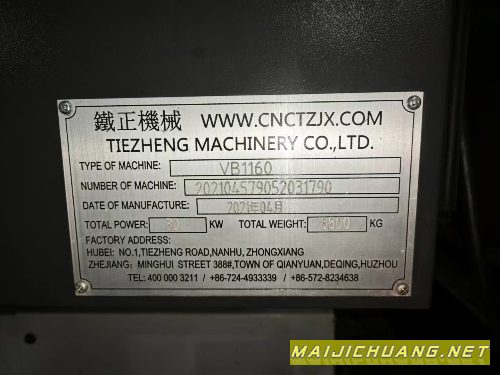 鐵正機械 WWW.CNCTZJX.COM
TIEZHENG MACHINERY CO.,LTD.
TYPE OF MACHINE: VB1160
NUMBER OF MACHINE: 202104579052031790
DATE OF MANUFACTURE: 2021年04月
TOTAL POWER: 30 KW TOTAL WEIGHT: KG
FACTORY ADDRESS:
HUBEI: NO.1,TIEZHENG ROAD,NANHU, ZHONGXIANG
ZHEJIANG: MINGHUI STREET 388#,TOWN OF QIANYUAN,DEQING,HUZHOU
TEL: 400 000 3211 / +86-724-4933339 / +86-572-8234638
MAIJICHUANG.NET